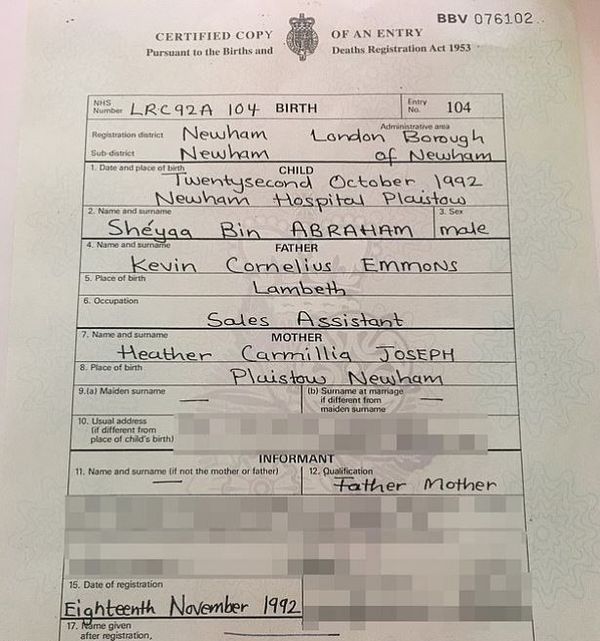 BBV 076102
CERTIFIED COPY OF AN ENTRY
Pursuant to the Births and Deaths Registration Act 1953
NHS Number LRC92A 104 BIRTH Entry No. 104
Registration district Newham Administrative area London Borough
Sub-district Newham of Newham
1. Date and place of birth CHILD
Twentysecond October 1992
Newham Hospital Plaistow
2. Name and surname 3. Sex
Shéyaa Bin ABRAHAM male
4. Name and surname FATHER
Kevin Cornelius EMMONS
5. Place of birth
Lambeth
6. Occupation
Sales Assistant
7. Name and surname MOTHER
Heather Carmillia JOSEPH
8. Place of birth
Plaistow Newham
9.(a) Maiden surname — (b) Surname at marriage if different from maiden surname —
10. Usual address
(if different from
place of child's birth)
INFORMANT
11. Name and surname (if not the mother or father) — 12. Qualification
Father Mother
15. Date of registration
Eighteenth November 1992
17. Name given
after registration,